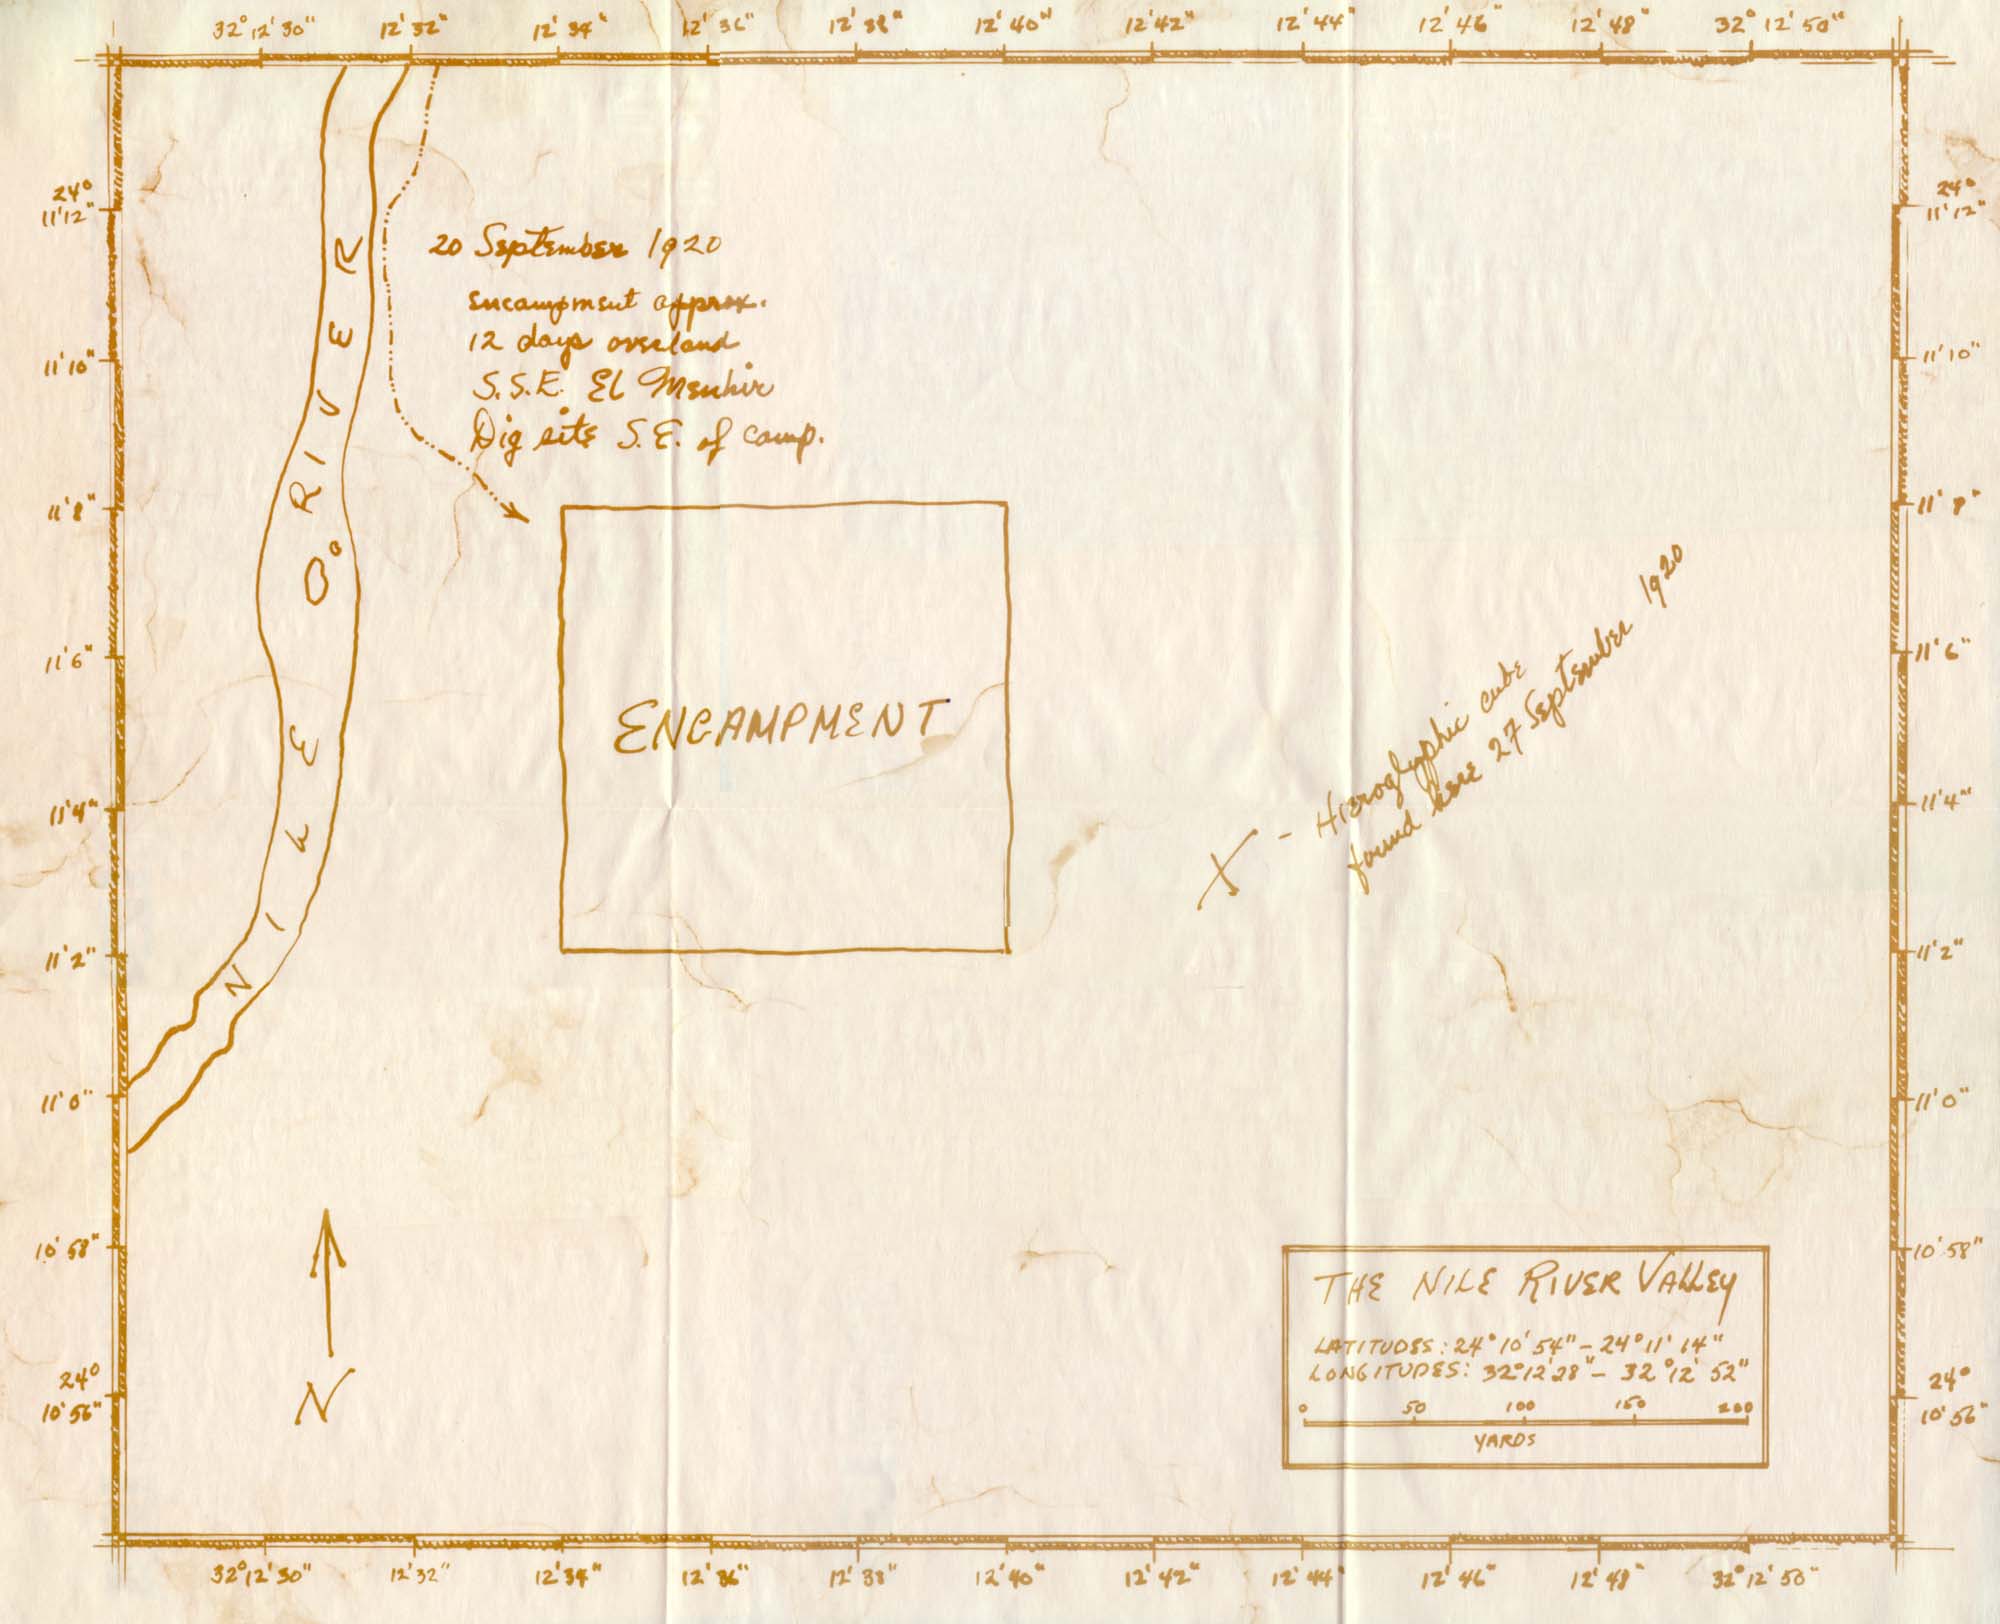 32° 12' 30" 12' 32" 12' 34" 12' 36" 12' 38" 12' 40" 12' 42" 12' 44" 12' 46" 12' 48" 32° 12' 50"
24°
11' 12"
11' 10"
11' 8"
11' 6"
11' 4"
11' 2"
11' 0"
10' 58"
24°
10' 56"
NILE RIVER
20 September 1920
encampment approx.
12 days overland
S.S.E. El Menhir
Dig site S.E. of camp.
ENCAMPMENT
X - Hieroglyphic cube
found here 27 September 1920
N
THE NILE RIVER VALLEY
LATITUDES: 24° 10' 54" - 24° 11' 14"
LONGITUDES: 32° 12' 28" - 32° 12' 52"
0 50 100 150 200
YARDS
24°
11' 12"
11' 10"
11' 8"
11' 6"
11' 4"
11' 2"
11' 0"
10' 58"
24°
10' 56"
32° 12' 30" 12' 32" 12' 34" 12' 36" 12' 38" 12' 40" 12' 42" 12' 44" 12' 46" 12' 48" 32° 12' 50"